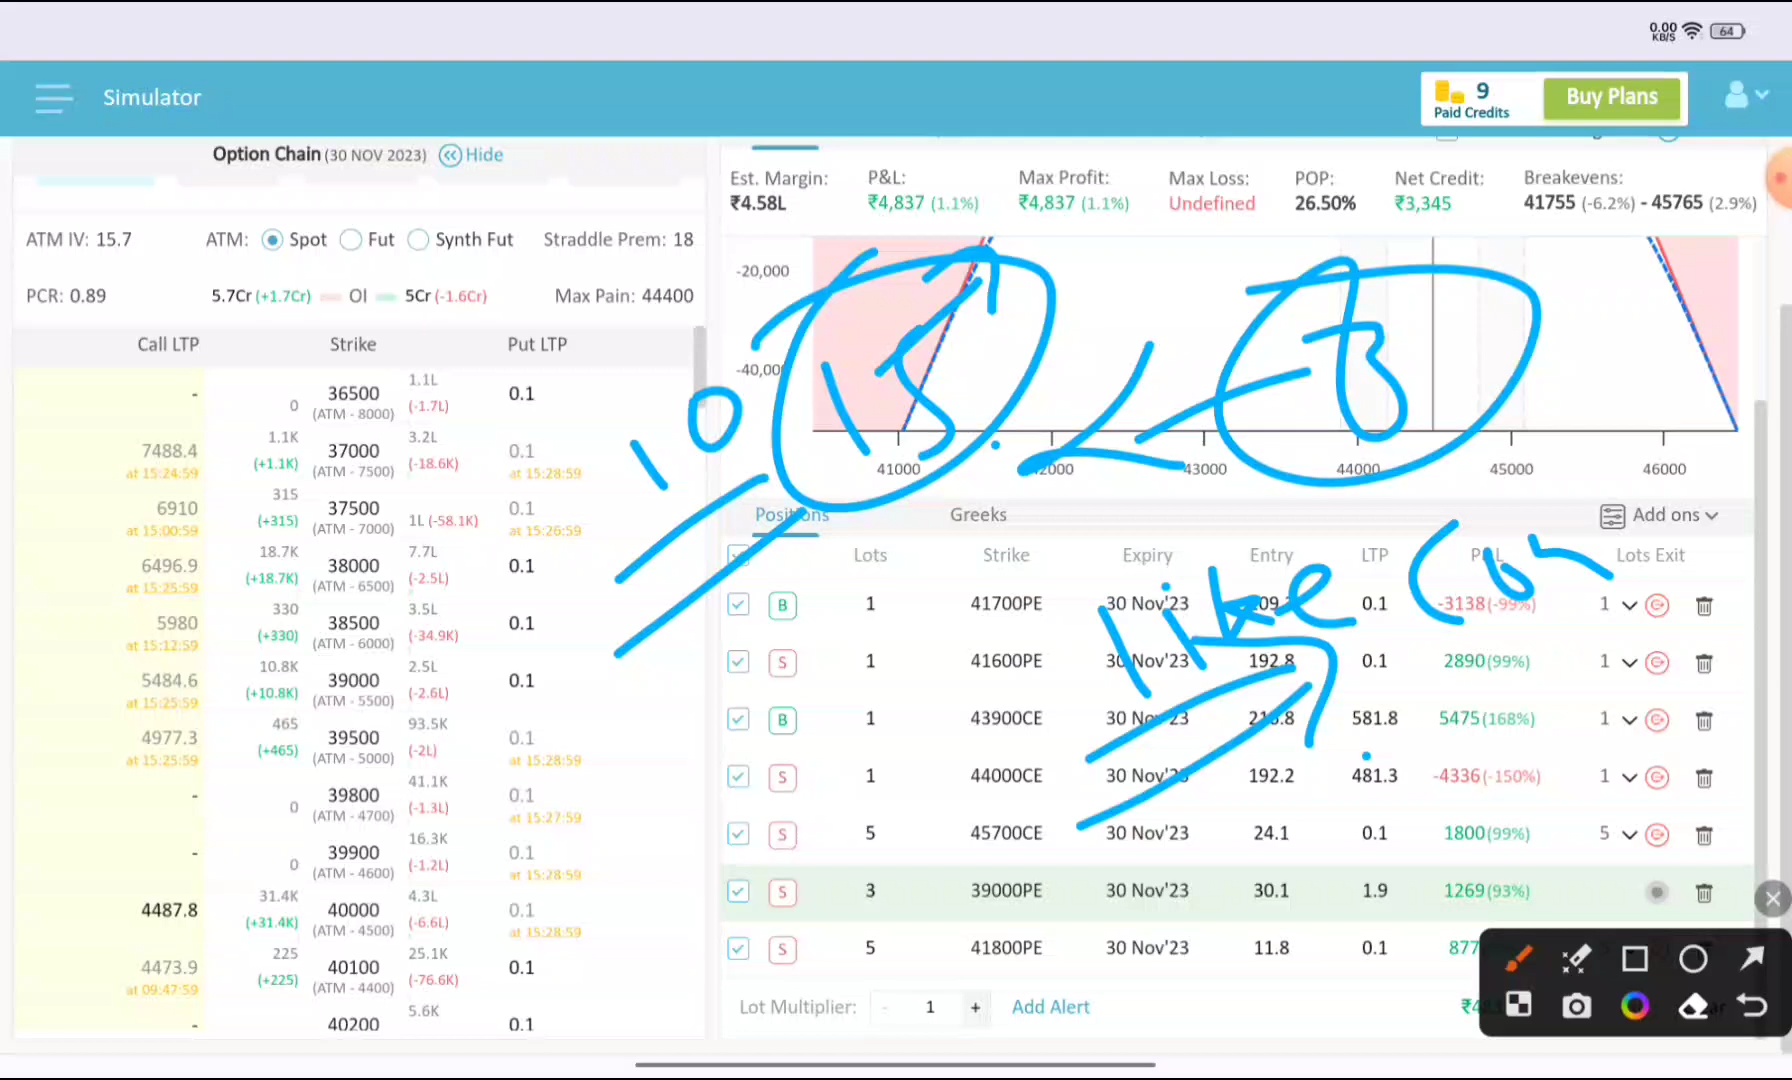 0.00 KB/S 64
Simulator
9 Paid Credits
Buy Plans
Option Chain (30 NOV 2023) Hide
ATM IV: 15.7 ATM: Spot Fut Synth Fut Straddle Prem: 18
PCR: 0.89 5.7Cr (+1.7Cr) OI 5Cr (-1.6Cr) Max Pain: 44400
Call LTP Strike Put LTP
- 0 36500 (ATM - 8000) 1.1L (-1.7L) 0.1
7488.4 at 15:24:59 1.1K (+1.1K) 37000 (ATM - 7500) 3.2L (-18.6K) 0.1 at 15:28:59
6910 at 15:00:59 315 (+315) 37500 (ATM - 7000) 1L (-58.1K) 0.1 at 15:26:59
6496.9 at 15:25:59 18.7K (+18.7K) 38000 (ATM - 6500) 7.7L (-2.5L) 0.1
5980 at 15:12:59 330 (+330) 38500 (ATM - 6000) 3.5L (-34.9K) 0.1
5484.6 at 15:25:59 10.8K (+10.8K) 39000 (ATM - 5500) 2.5L (-2.6L) 0.1
4977.3 at 15:25:59 465 (+465) 39500 (ATM - 5000) 93.5K (-2L) 0.1 at 15:28:59
- 0 39800 (ATM - 4700) 41.1K (-1.3L) 0.1 at 15:27:59
- 0 39900 (ATM - 4600) 16.3K (-1.2L) 0.1 at 15:28:59
4487.8 31.4K (+31.4K) 40000 (ATM - 4500) 4.3L (-6.6L) 0.1 at 15:28:59
4473.9 at 09:47:59 225 (+225) 40100 (ATM - 4400) 25.1K (-76.6K) 0.1
- 40200 5.6K 0.1
Est. Margin: P&L: Max Profit: Max Loss: POP: Net Credit: Breakevens:
₹4.58L ₹4,837 (1.1%) ₹4,837 (1.1%) Undefined 26.50% ₹3,345 41755 (-6.2%) - 45765 (2.9%)
-20,000
41000 43000 44000 45000 46000
10
15
Positions Greeks Add ons
Lots Strike Expiry Entry LTP Lots Exit
B 1 41700PE 30 Nov'23 0.1 -3138(-99%) 1
like
S 1 41600PE 30 Nov'23 192.8 0.1 2890(99%) 1
B 1 43900CE 581.8 5475(168%) 1
S 1 44000CE 30 Nov'23 192.2 481.3 -4336(-150%) 1
S 5 45700CE 30 Nov'23 24.1 0.1 1800(99%) 5
S 3 39000PE 30 Nov'23 30.1 1.9 1269(93%)
S 5 41800PE 30 Nov'23 11.8 0.1 877
Lot Multiplier: - 1 + Add Alert